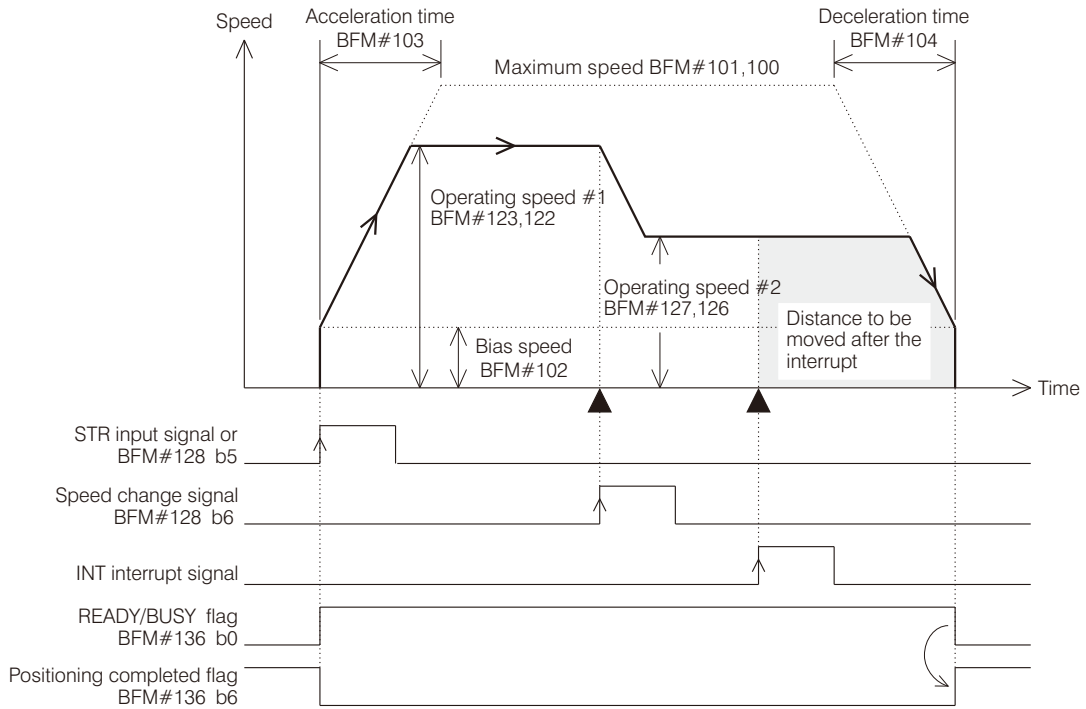 Speed
Acceleration time
BFM#103
Deceleration time
BFM#104
Maximum speed BFM#101,100
Operating speed #1
BFM#123,122
Operating speed #2
BFM#127,126
Bias speed
BFM#102
Distance to be
moved after the
interrupt
Time
STR input signal or
BFM#128 b5
Speed change signal
BFM#128 b6
INT interrupt signal
READY/BUSY flag
BFM#136 b0
Positioning completed flag
BFM#136 b6